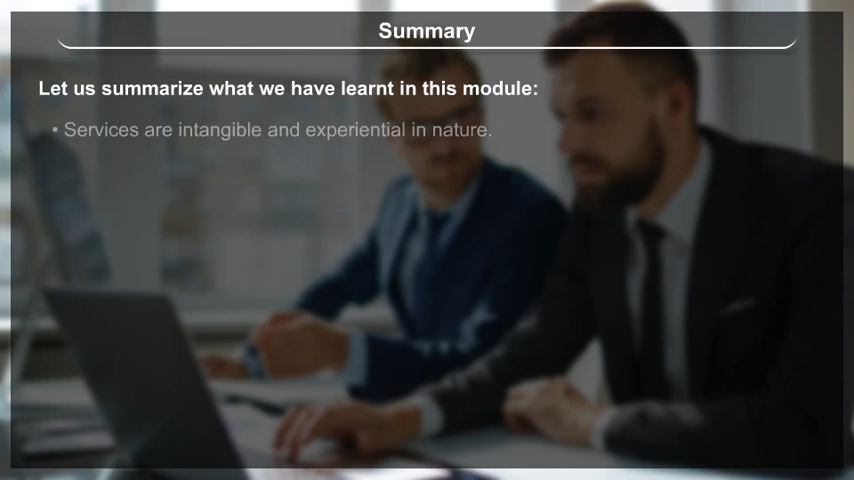 Summary
Let us summarize what we have learnt in this module:
• Services are intangible and experiential in nature.